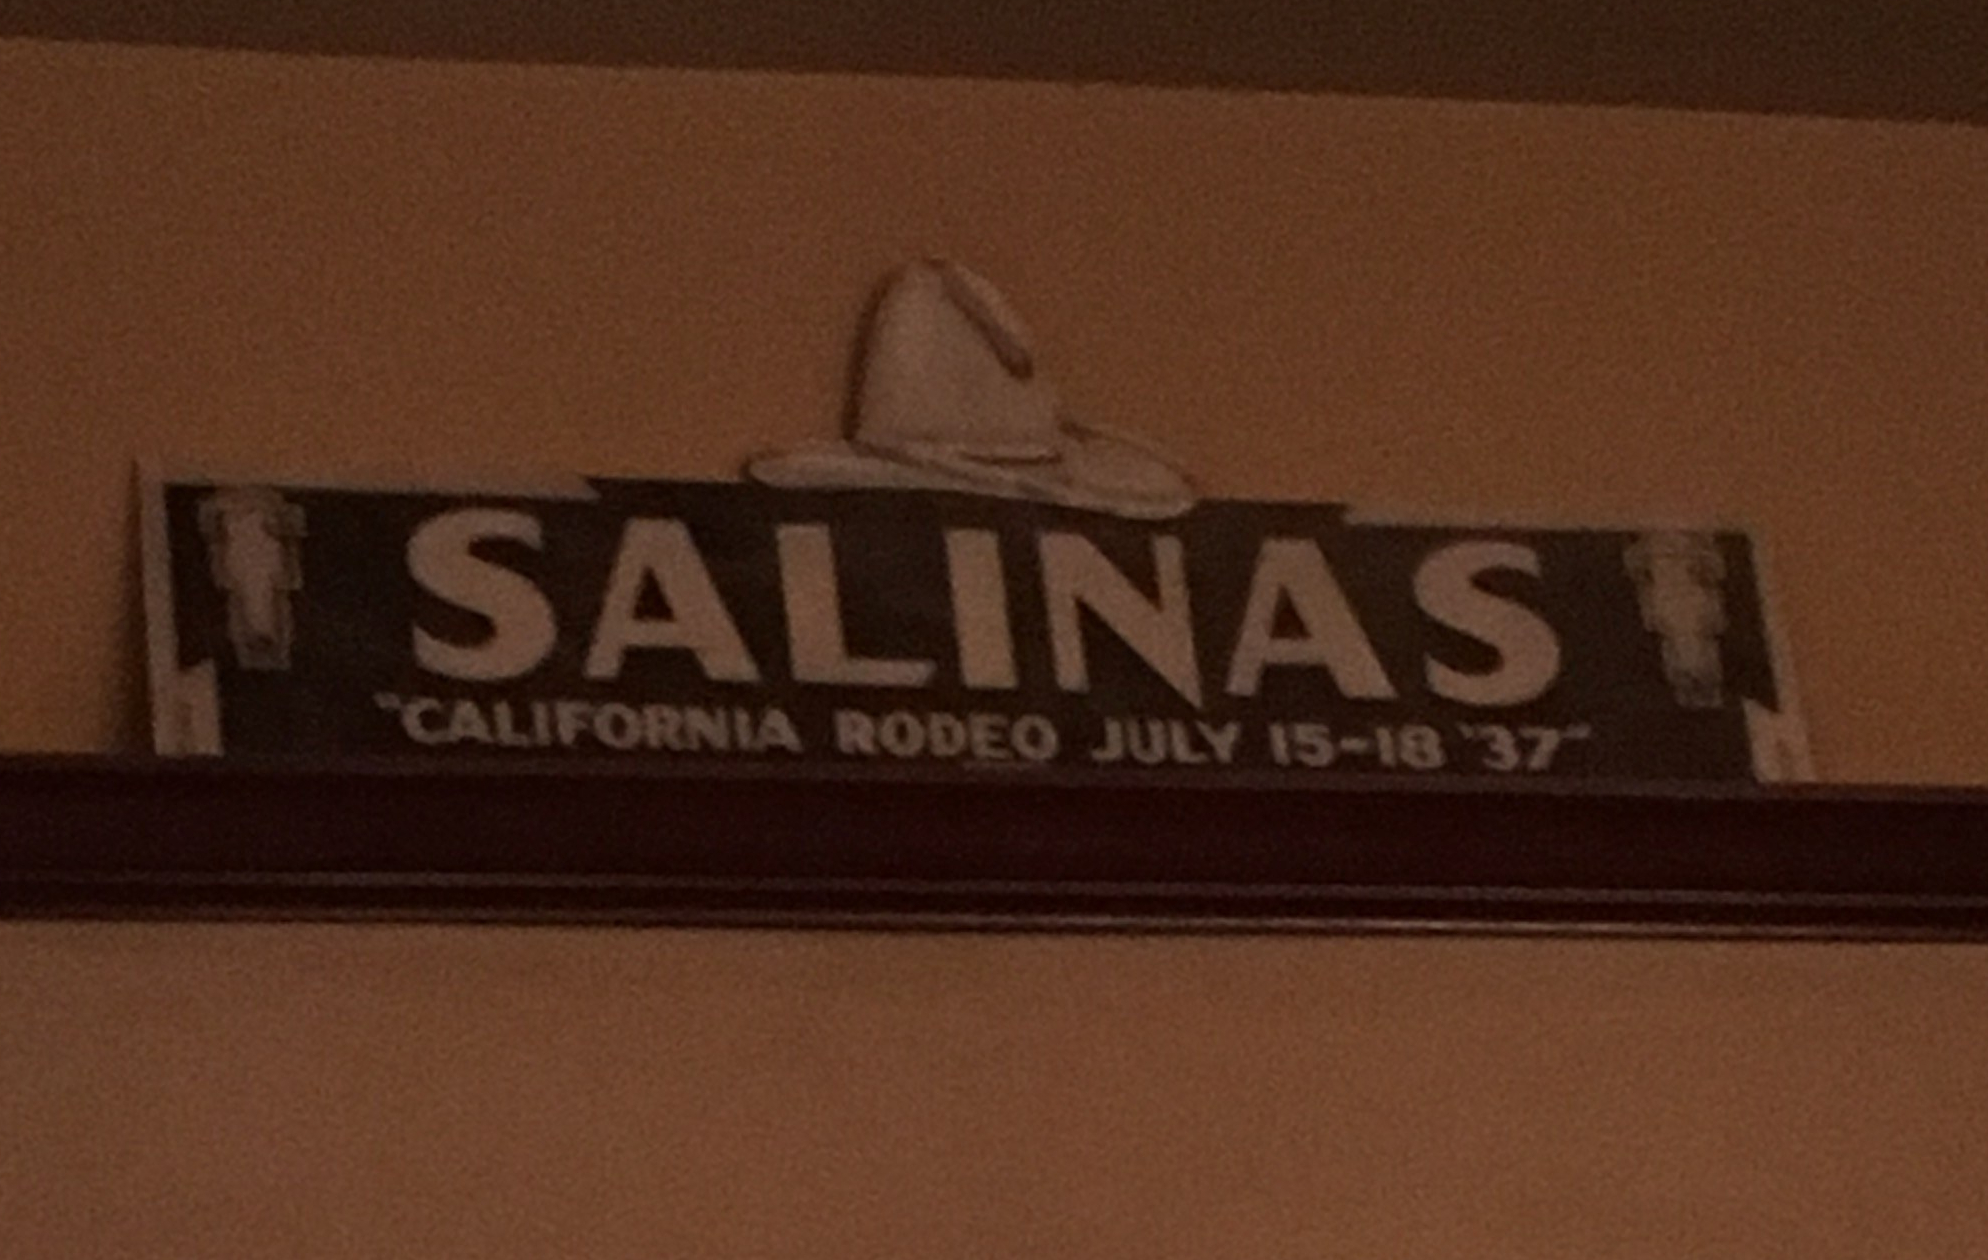 SALINAS
"CALIFORNIA RODEO JULY 15-18 "37"